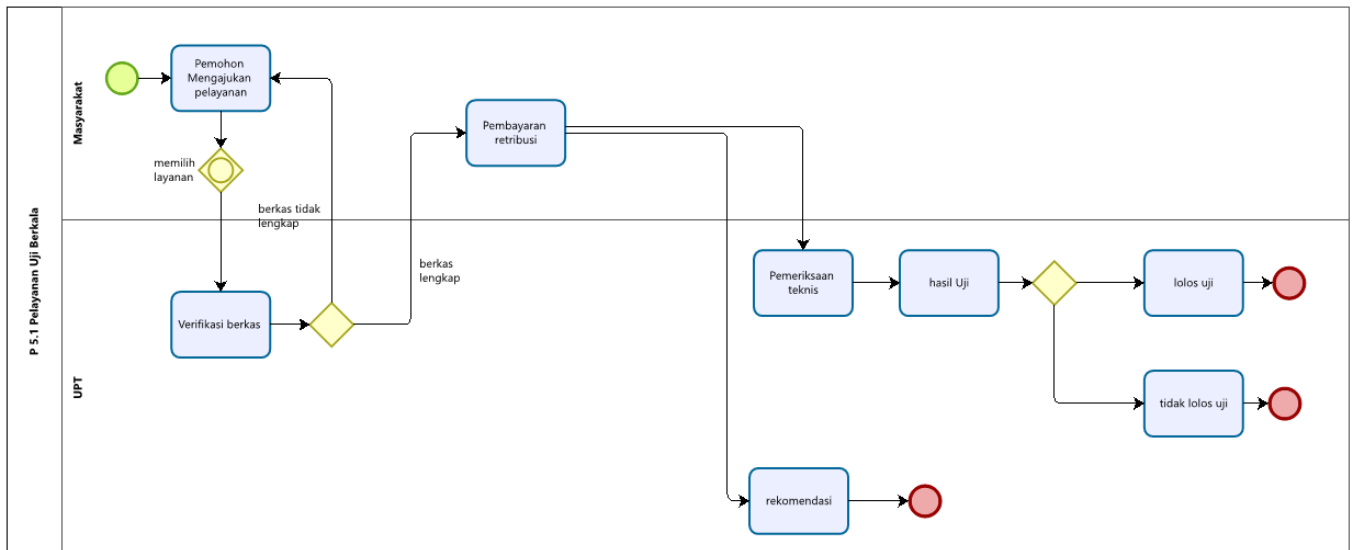 P 5.1 Pelayanan Uji Berkala
Masyarakat
Pemohon
Mengajukan
pelayanan
memilih
layanan
berkas tidak
lengkap
Pembayaran
retribusi
UPT
Verifikasi berkas
berkas
lengkap
Pemeriksaan
teknis
hasil Uji
lolos uji
tidak lolos uji
rekomendasi